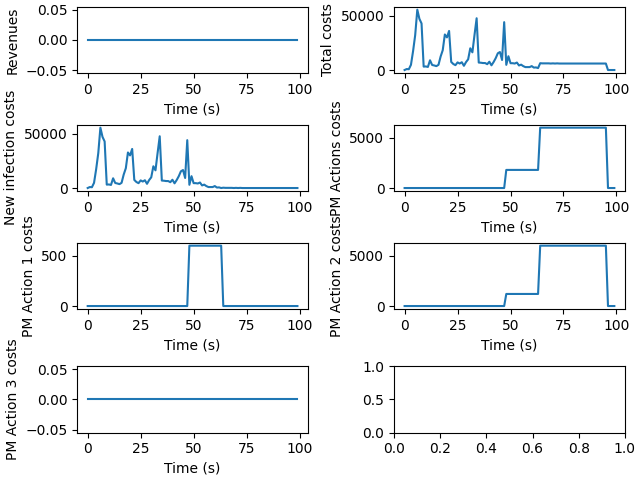 Revenues
0.05
0.00
−0.05
0 25 50 75 100
Time (s)
Total costs
50000
0
0 25 50 75 100
Time (s)
New infection costs
50000
0
0 25 50 75 100
Time (s)
PM Actions costs
5000
0
0 25 50 75 100
Time (s)
PM Action 1 costs
500
0
0 25 50 75 100
Time (s)
PM Action 2 costs
5000
0
0 25 50 75 100
Time (s)
PM Action 3 costs
0.05
0.00
−0.05
0 25 50 75 100
Time (s)
1.0
0.5
0.0
0.0 0.2 0.4 0.6 0.8 1.0